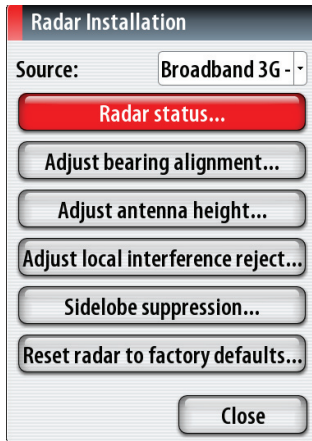 Radar Installation
Source: Broadband 3G -
Radar status...
Adjust bearing alignment...
Adjust antenna height...
Adjust local interference reject...
Sidelobe suppression...
Reset radar to factory defaults...
Close